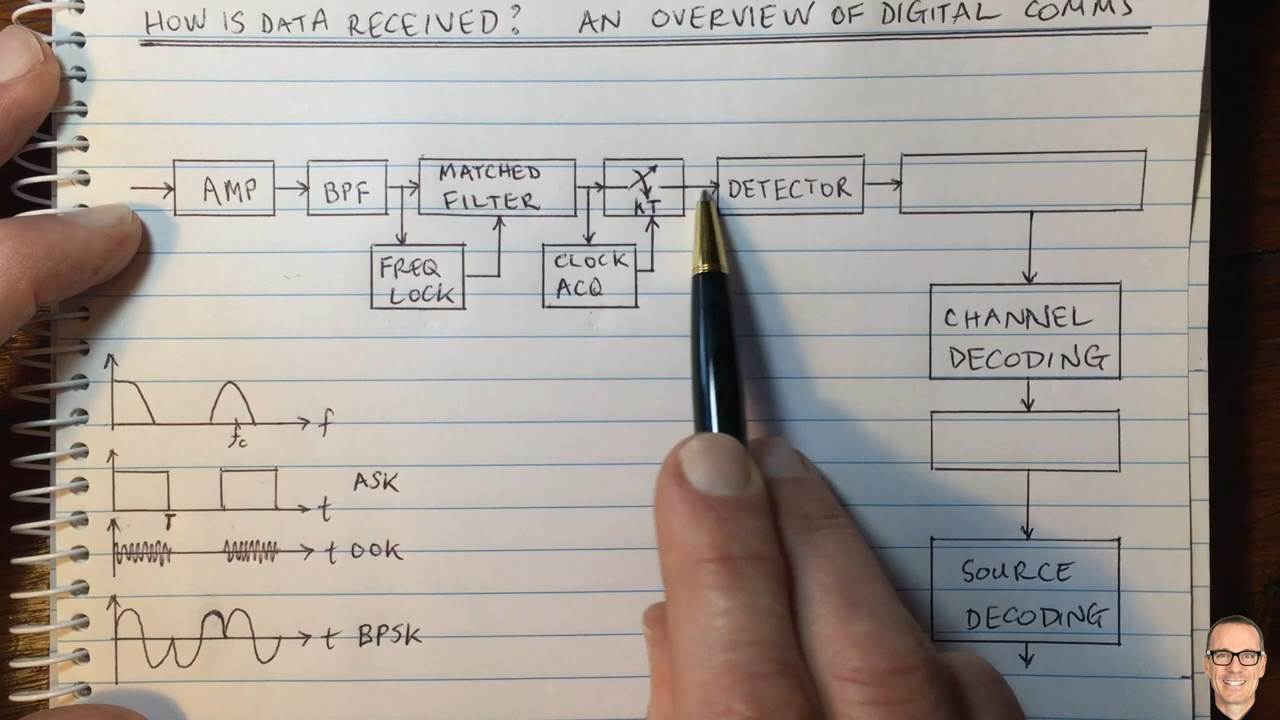 HOW IS DATA RECEIVED? AN OVERVIEW OF DIGITAL COMMS
AMP
BPF
MATCHED
FILTER
KT
DETECTOR
FREQ
LOCK
CLOCK
ACQ
CHANNEL
DECODING
SOURCE
DECODING
f
fc
ASK
T
t
t OOK
t BPSK